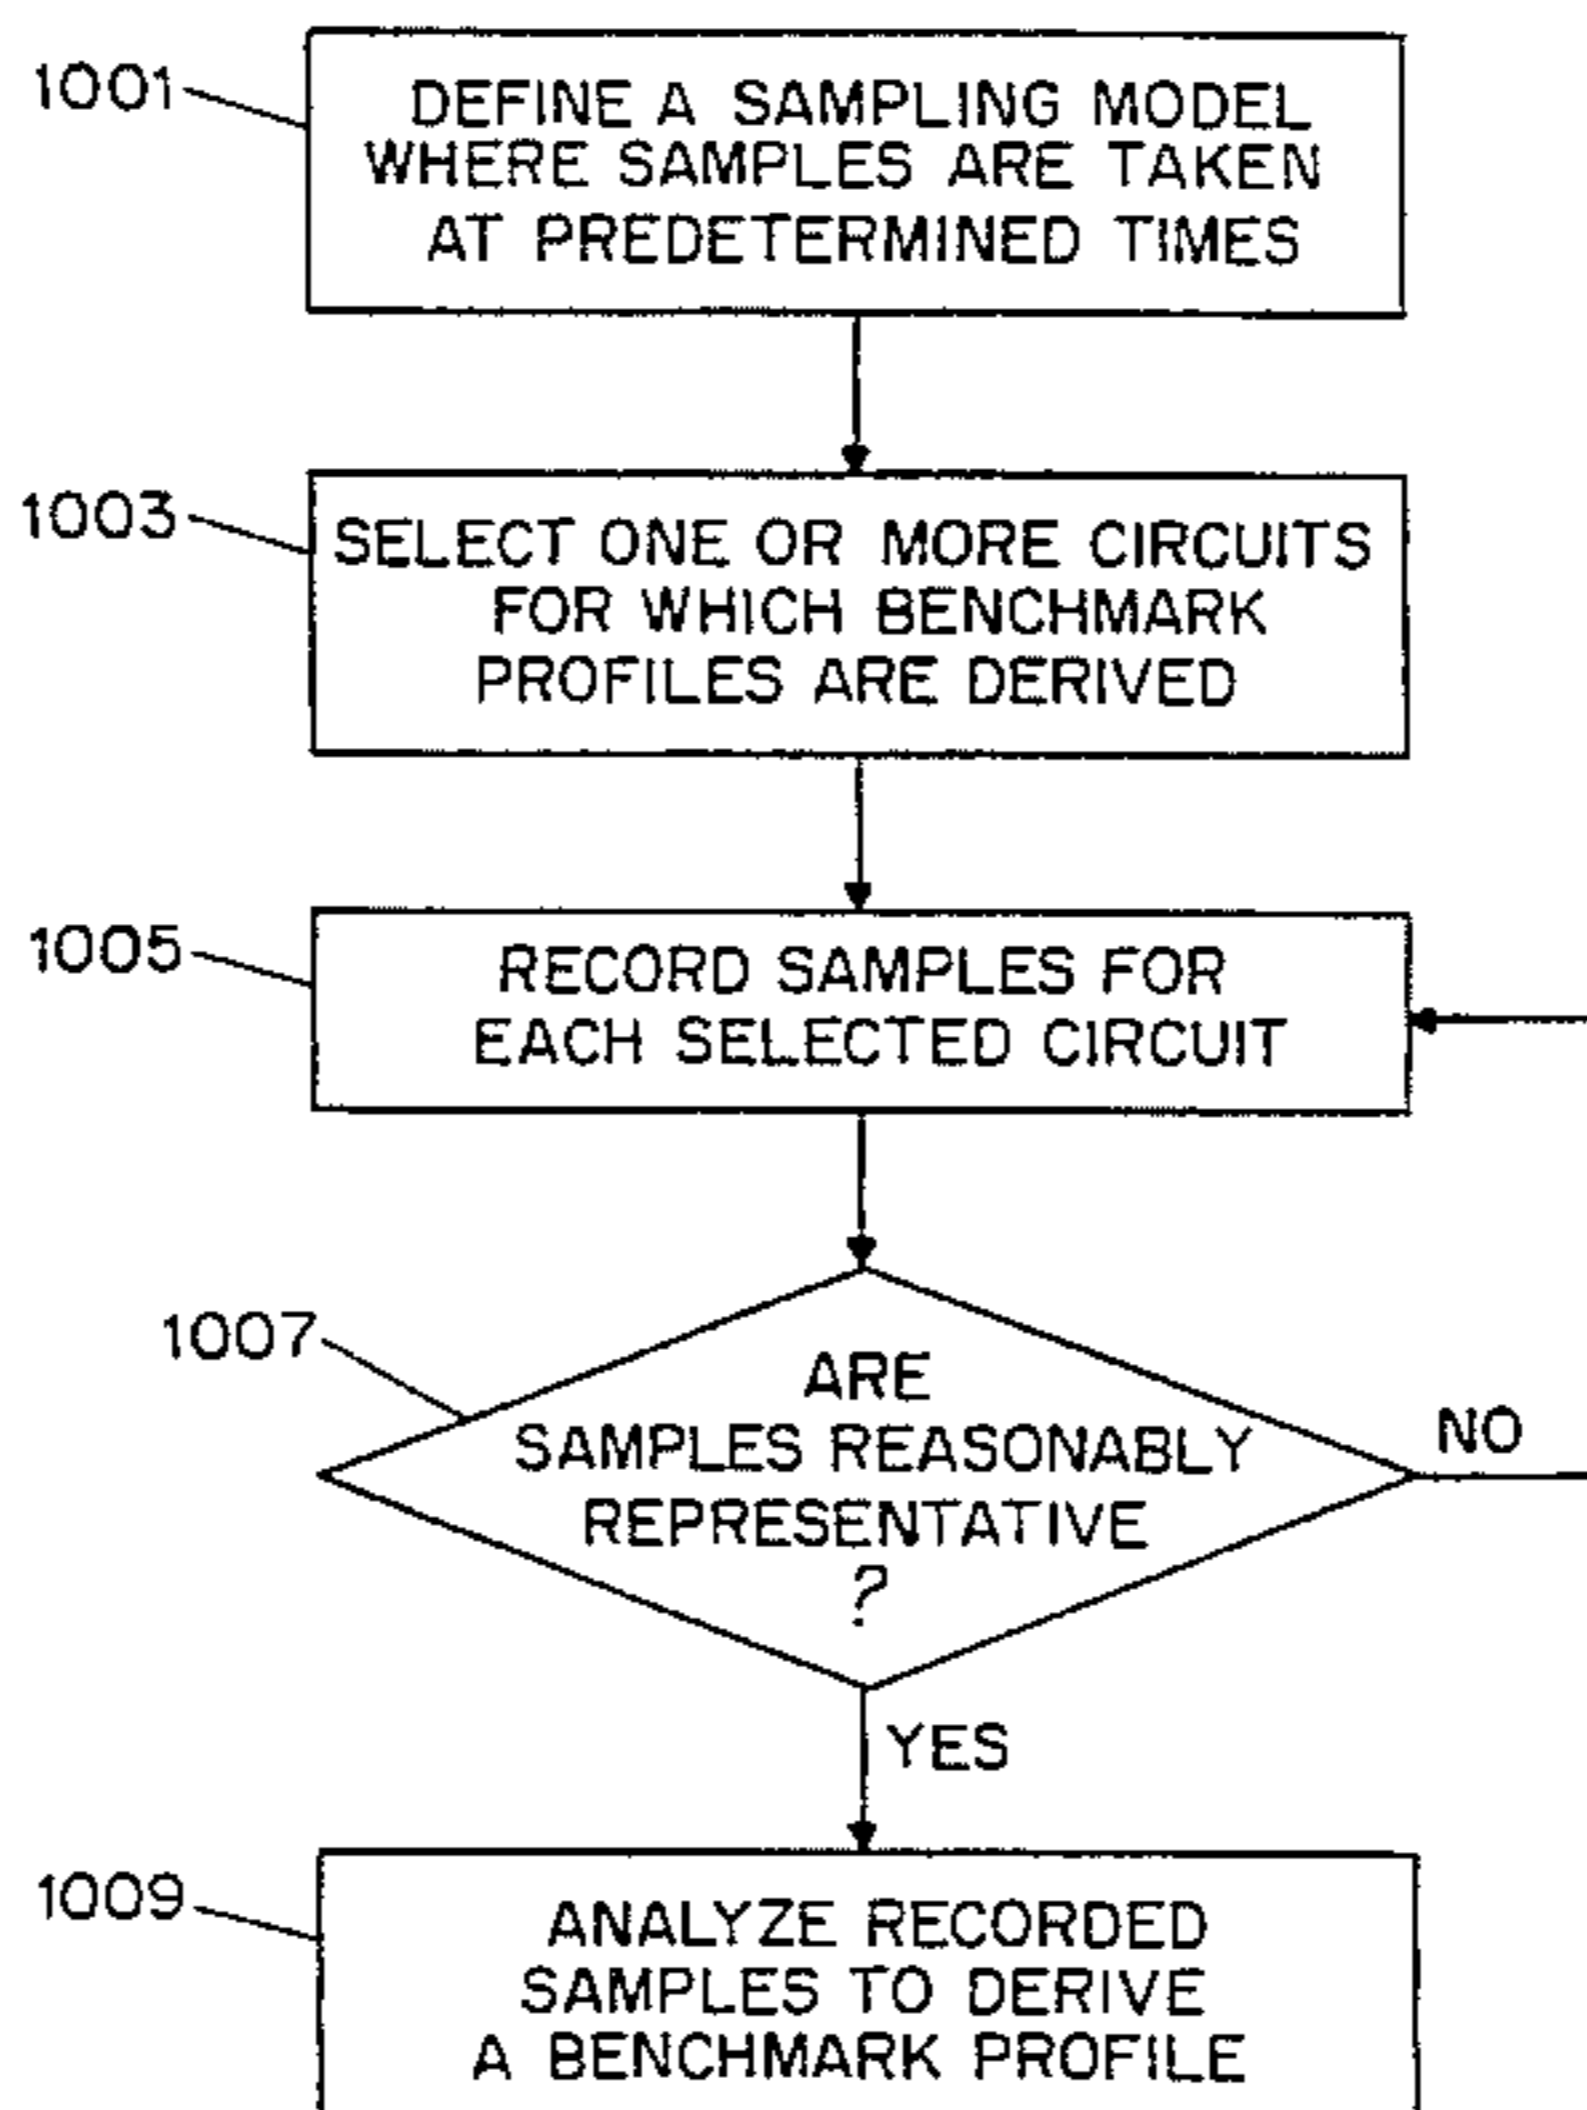 1001
DEFINE A SAMPLING MODEL
WHERE SAMPLES ARE TAKEN
AT PREDETERMINED TIMES
1003
SELECT ONE OR MORE CIRCUITS
FOR WHICH BENCHMARK
PROFILES ARE DERIVED
1005
RECORD SAMPLES FOR
EACH SELECTED CIRCUIT
1007
ARE
SAMPLES REASONABLY
REPRESENTATIVE
?
NO
YES
1009
ANALYZE RECORDED
SAMPLES TO DERIVE
A BENCHMARK PROFILE